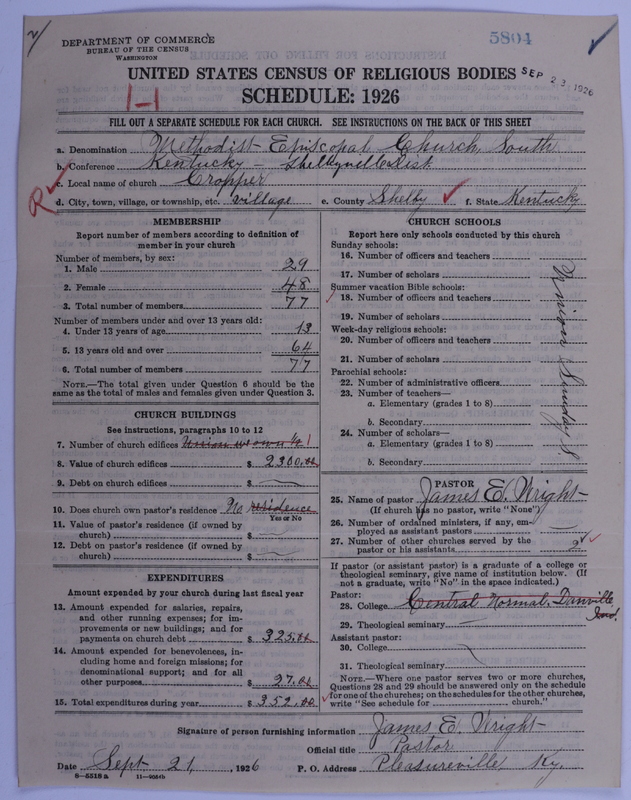 5804
DEPARTMENT OF COMMERCE
BUREAU OF THE CENSUS
WASHINGTON
UNITED STATES CENSUS OF RELIGIOUS BODIES
SEP 23 1926
1-1
SCHEDULE: 1926
FILL OUT A SEPARATE SCHEDULE FOR EACH CHURCH. SEE INSTRUCTIONS ON THE BACK OF THIS SHEET
a. Denomination Methodist Episcopal Church, South
b. Conference Kentucky - Shelbyville Dist.
c. Local name of church Cropper
R
d. City, town, village, or township, etc. village e. County Shelby f. State Kentucky
MEMBERSHIP
Report number of members according to definition of
member in your church
Number of members, by sex:
1. Male 29
2. Female 48
3. Total number of members 77
Number of members under and over 13 years old:
4. Under 13 years of age 13
5. 13 years old and over 64
6. Total number of members 77
NOTE.—The total given under Question 6 should be
same as the total of males and females given under Question 3.
CHURCH BUILDINGS
See instructions, paragraphs 10 to 12
7. Number of church edifices 1
8. Value of church edifices $ 2300.00
9. Debt on church edifices $
10. Does church own pastor's residence No residence
Yes or No
11. Value of pastor's residence (if owned by
church) $
12. Debt on pastor's residence (if owned by
church) $
EXPENDITURES
Amount expended by your church during last fiscal year
13. Amount expended for salaries, repairs,
and other running expenses; for im-
provements or new buildings; and for
payments on church debt $ 325.00
14. Amount expended for benevolences, in-
cluding home and foreign missions; for
denominational support; and for all
other purposes $ 27.00
15. Total expenditures during year $ 352.00
CHURCH SCHOOLS
Report here only schools conducted by this church
Sunday schools:
16. Number of officers and teachers
17. Number of scholars
Summer vacation Bible schools:
18. Number of officers and teachers
19. Number of scholars
Week-day religious schools:
20. Number of officers and teachers
21. Number of scholars
Parochial schools:
22. Number of administrative officers
23. Number of teachers—
a. Elementary (grades 1 to 8)
b. Secondary
24. Number of scholars—
a. Elementary (grades 1 to 8)
b. Secondary
Union Sunday S.
PASTOR
25. Name of pastor James E. Wright
(If church has no pastor, write "None")
26. Number of ordained ministers, if any, em-
ployed as assistant pastors
27. Number of other churches served by the
pastor or his assistants 2
If pastor (or assistant pastor) is a graduate of a college or
theological seminary, give name of institution below. (If
not a graduate, write "No" in the space indicated.)
Pastor:
28. College Central Normal, Danville
Ind.
29. Theological seminary
Assistant pastor:
30. College
31. Theological seminary
NOTE.—Where one pastor serves two or more churches,
Questions 28 and 29 should be answered only on the schedule
for one of the churches; on the schedules for the other churches,
write "See schedule for church."
Signature of person furnishing information James E. Wright
Official title Pastor
Date Sept 21, 1926 P. O. Address Pleasureville Ky.
8—5518a 11—9064b